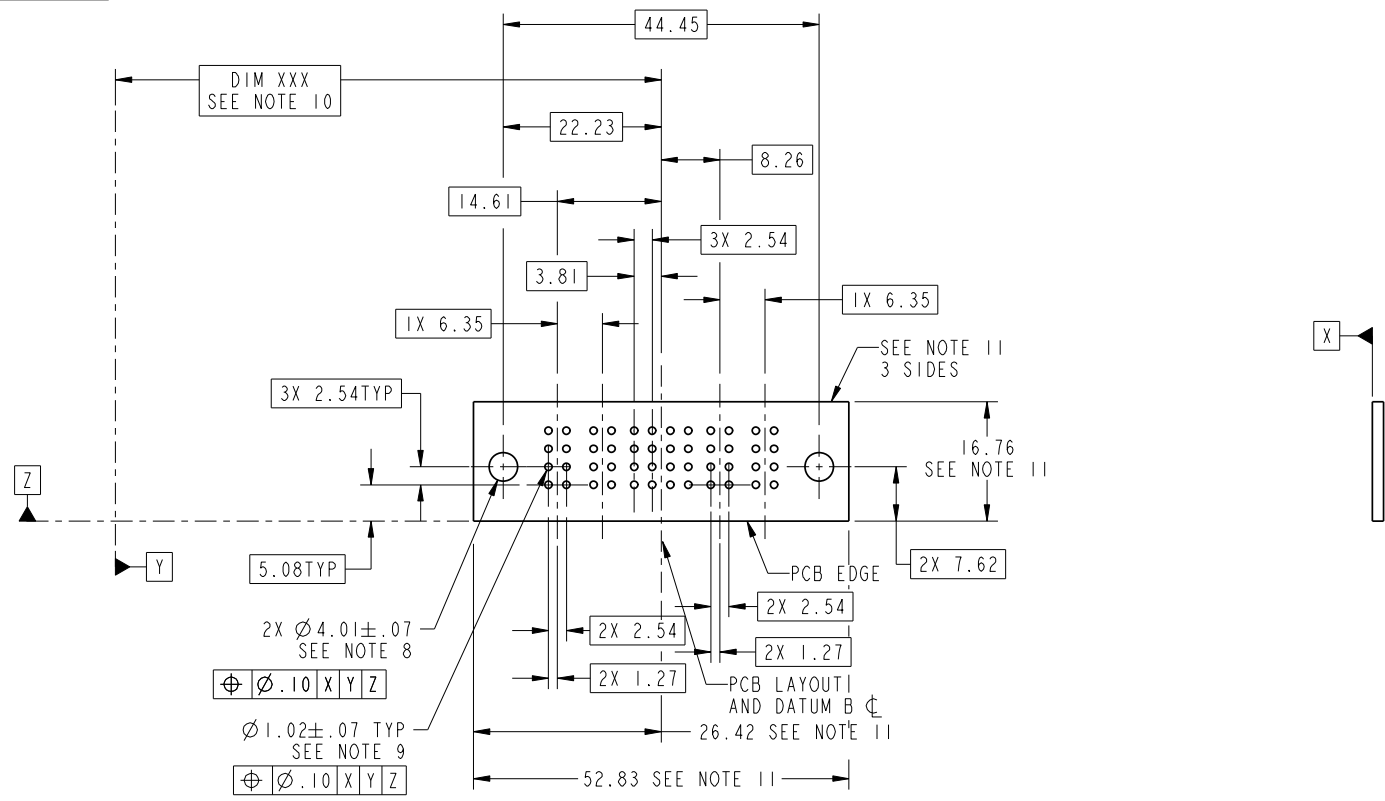 44.45
DIM XXX
SEE NOTE 10
22.23
8.26
14.61
3X 2.54
3.81
1X 6.35
1X 6.35
X
SEE NOTE 11
3 SIDES
3X 2.54TYP
16.76
SEE NOTE 11
Z
5.08TYP
Y
PCB EDGE
2X 7.62
2X 2.54
2X Ø4.01±.07
SEE NOTE 8
2X 2.54
2X 1.27
⌖ Ø.10 X Y Z
2X 1.27
PCB LAYOUT
AND DATUM B ℄
Ø1.02±.07 TYP
SEE NOTE 9
26.42 SEE NOTE 11
⌖ Ø.10 X Y Z
52.83 SEE NOTE 11